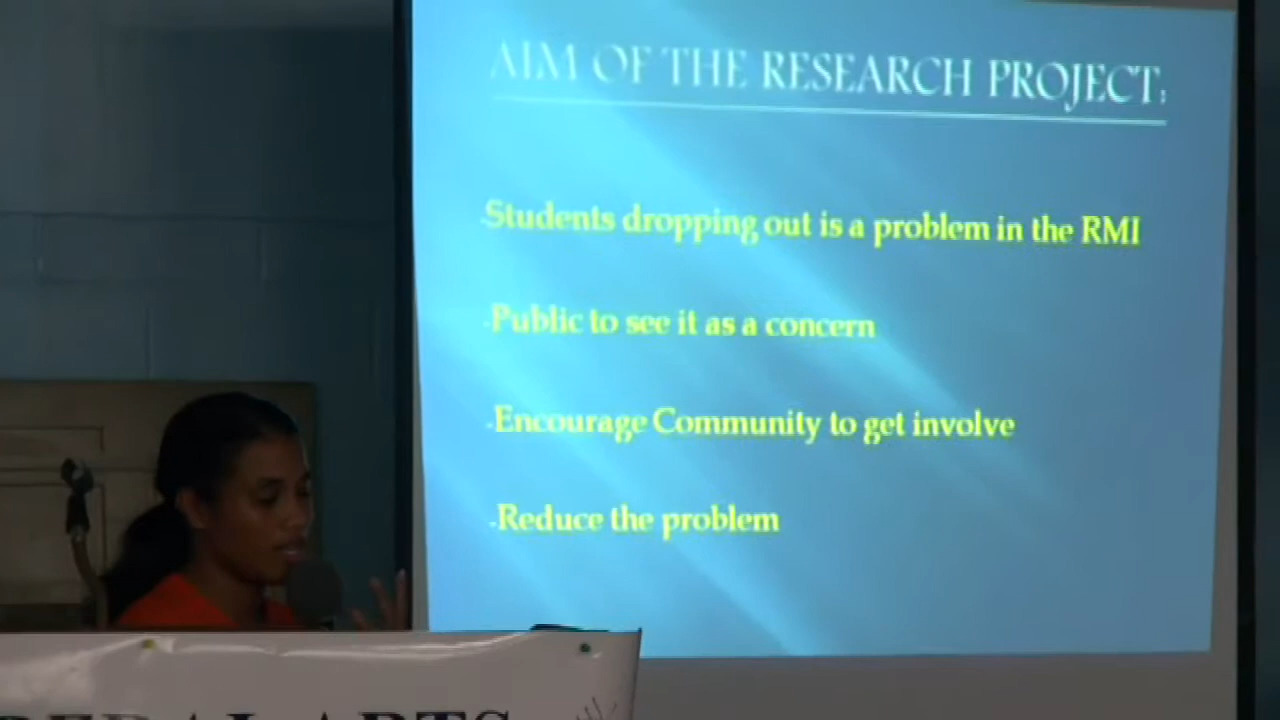 AIM OF THE RESEARCH PROJECT:
-Students dropping out is a problem in the RMI
-Public to see it as a concern
-Encourage Community to get involve
-Reduce the problem
ARTS